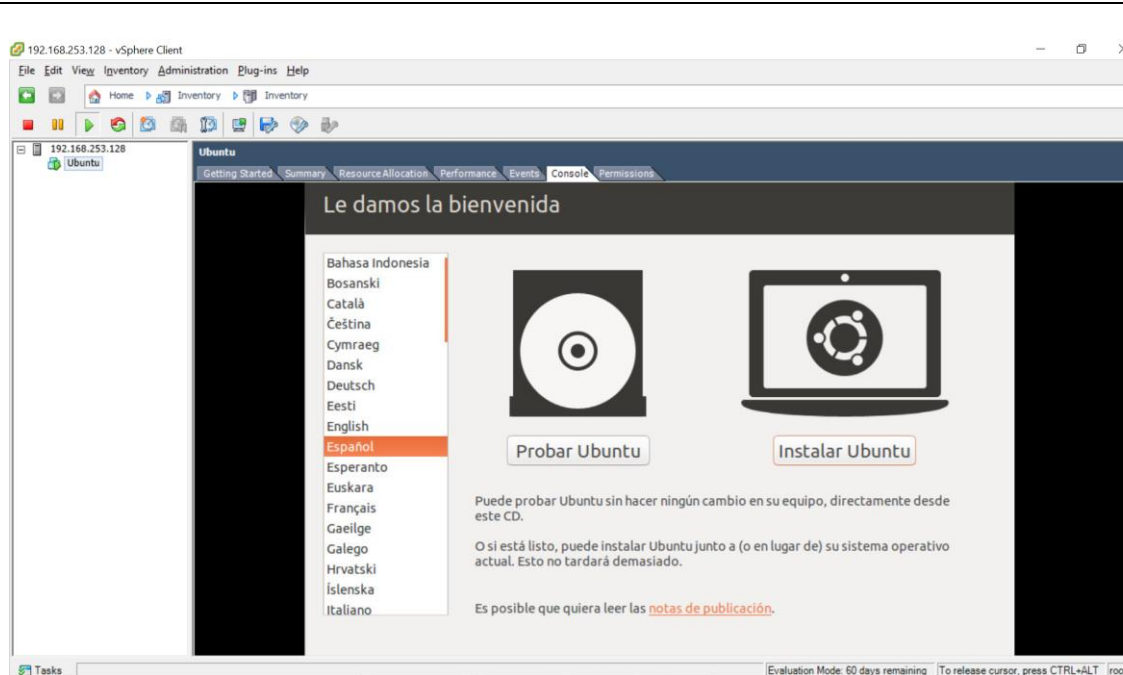 192.168.253.128 - vSphere Client
File Edit View Inventory Administration Plug-ins Help
Home Inventory Inventory
192.168.253.128
Ubuntu
Ubuntu
Getting Started Summary Resource Allocation Performance Events Console Permissions
Le damos la bienvenida
Bahasa Indonesia
Bosanski
Català
Čeština
Cymraeg
Dansk
Deutsch
Eesti
English
Español
Esperanto
Euskara
Français
Gaeilge
Galego
Hrvatski
Íslenska
Italiano
Probar Ubuntu
Instalar Ubuntu
Puede probar Ubuntu sin hacer ningún cambio en su equipo, directamente desde
este CD.
O si está listo, puede instalar Ubuntu junto a (o en lugar de) su sistema operativo
actual. Esto no tardará demasiado.
Es posible que quiera leer las notas de publicación.
Tasks
Evaluation Mode: 60 days remaining
To release cursor, press CTRL+ALT